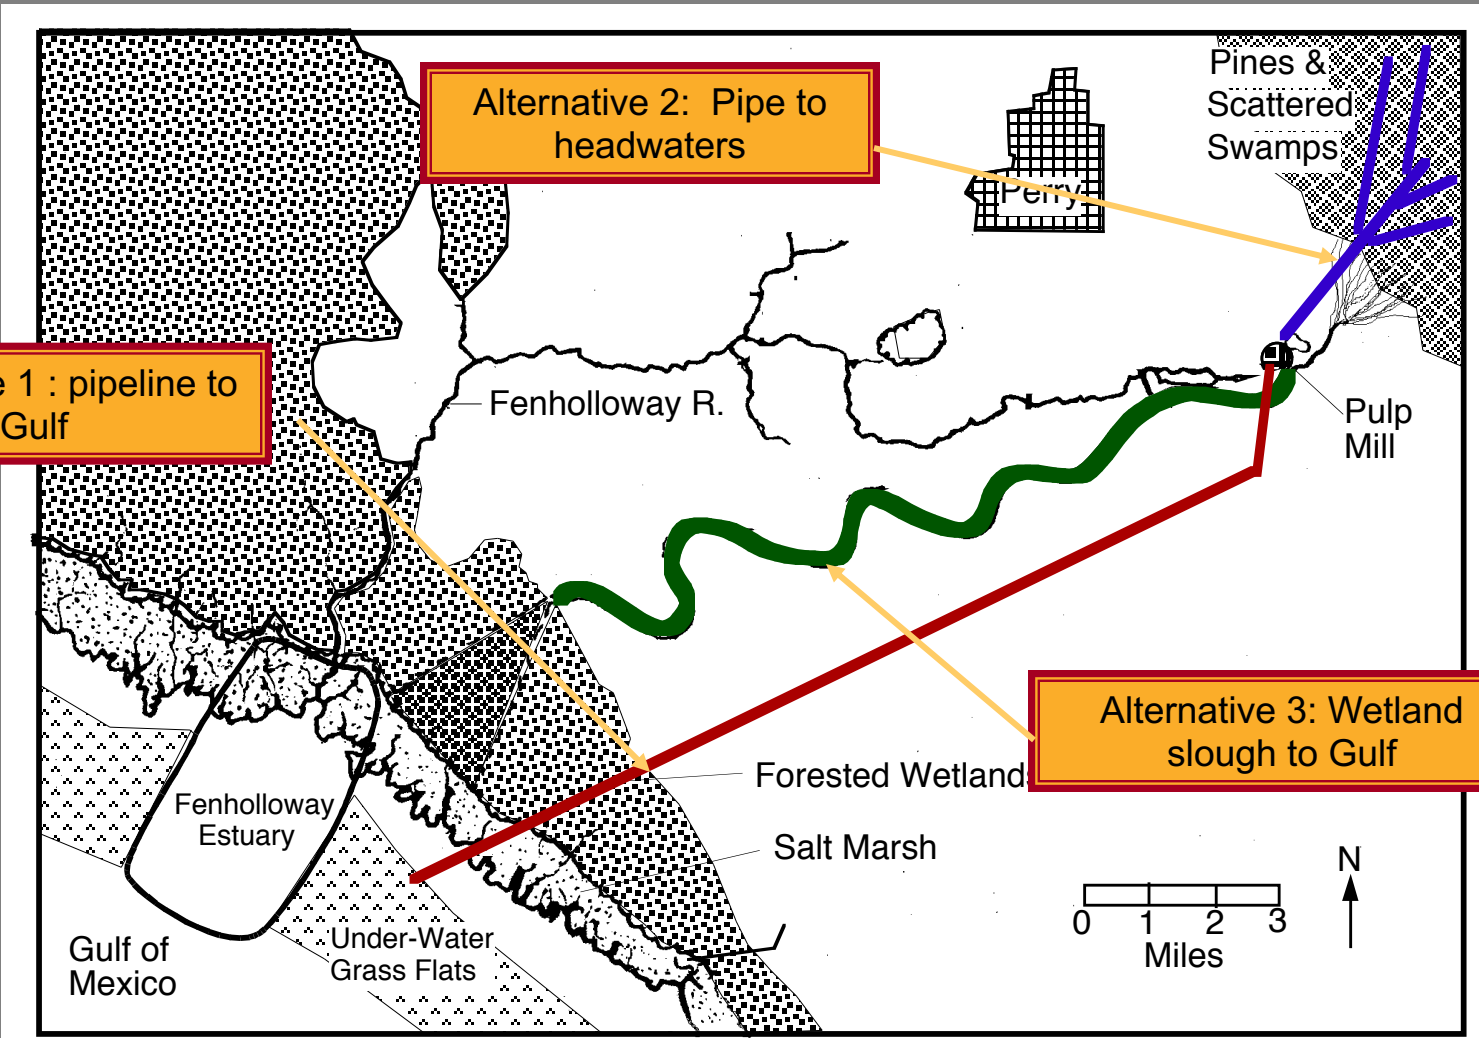 Alternative 2: Pipe to
headwaters
Pines &
Scattered
Swamps
Perry
e 1 : pipeline to
Gulf
Fenholloway R.
Pulp
Mill
Alternative 3: Wetland
slough to Gulf
Forested Wetlands
Fenholloway
Estuary
Salt Marsh
N
0 1 2 3
Miles
Under-Water
Grass Flats
Gulf of
Mexico